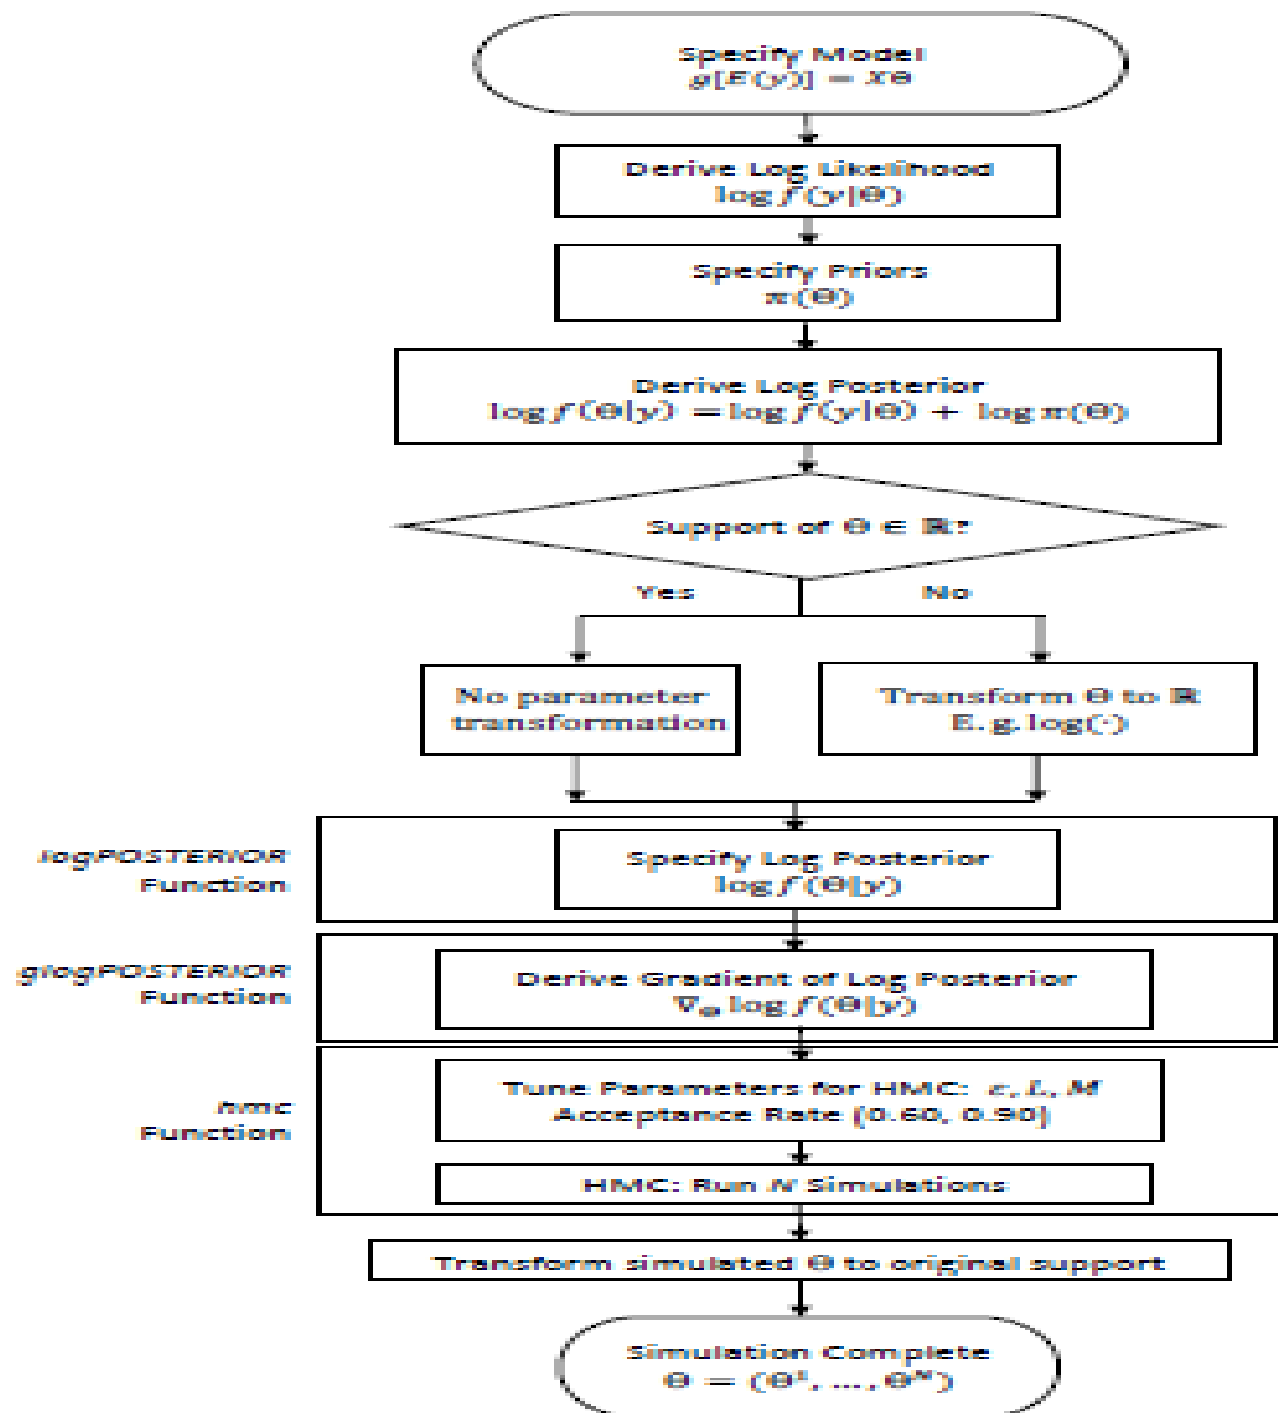 Specify Model
g[E(y)] = XΘ
Derive Log Likelihood
log f(y|Θ)
Specify Priors
π(Θ)
Derive Log Posterior
log f(Θ|y) = log f(y|Θ) + log π(Θ)
Support of Θ ∈ ℝ?
Yes
No
No parameter
transformation
Transform Θ to ℝ
E.g. log(·)
logPOSTERIOR
Function
Specify Log Posterior
log f(Θ|y)
glogPOSTERIOR
Function
Derive Gradient of Log Posterior
∇Θ log f(Θ|y)
hmc
Function
Tune Parameters for HMC: ε, L, M
Acceptance Rate (0.60, 0.90)
HMC: Run N Simulations
Transform simulated Θ to original support
Simulation Complete
Θ = (Θ¹, ..., Θᴺ)